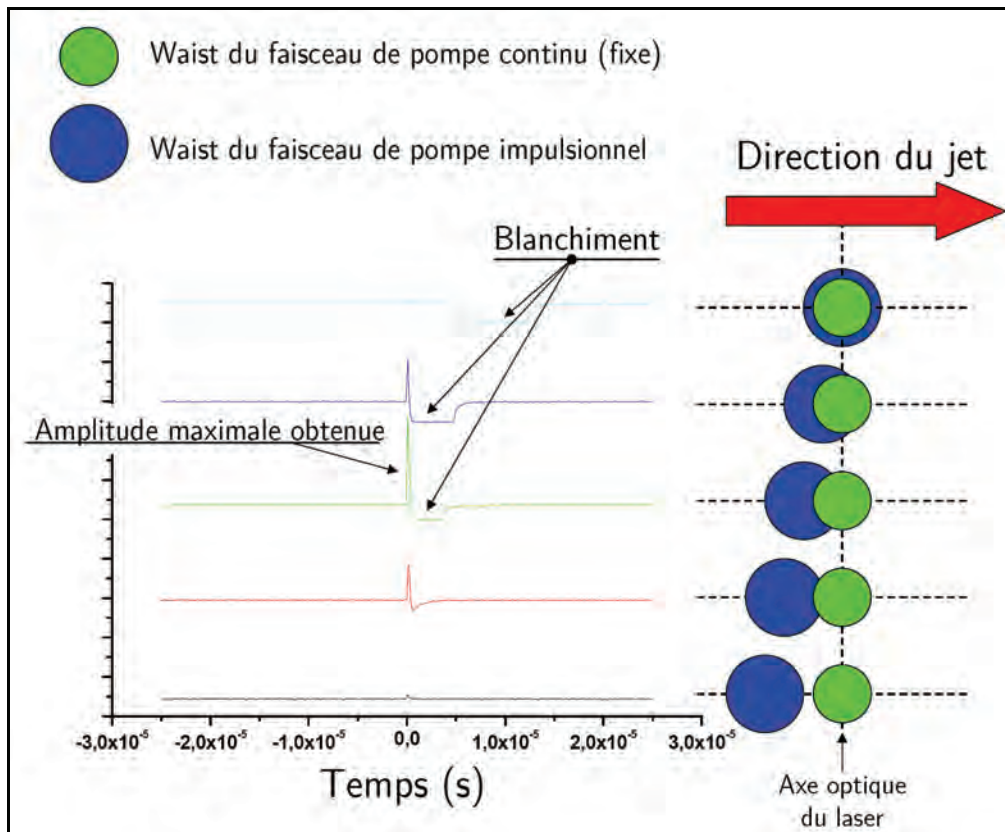 Waist du faisceau de pompe continu (fixe)
Waist du faisceau de pompe impulsionnel
Direction du jet
Blanchiment
Amplitude maximale obtenue
-3,0x10⁻⁵ -2,0x10⁻⁵ -1,0x10⁻⁵ 0,0 1,0x10⁻⁵ 2,0x10⁻⁵ 3,0x10⁻⁵
Temps (s)
Axe optique
du laser